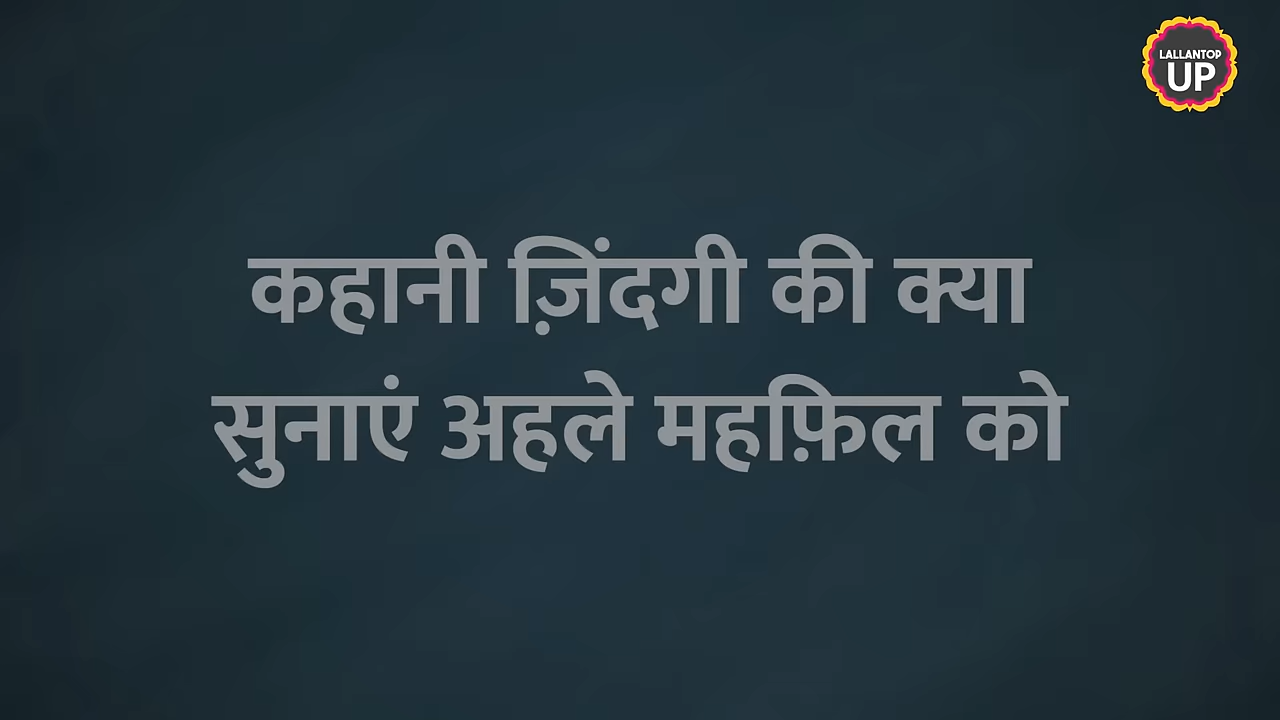 LALLANTOP
UP
कहानी ज़िंदगी की क्या
सुनाएं अहले महफ़िल को